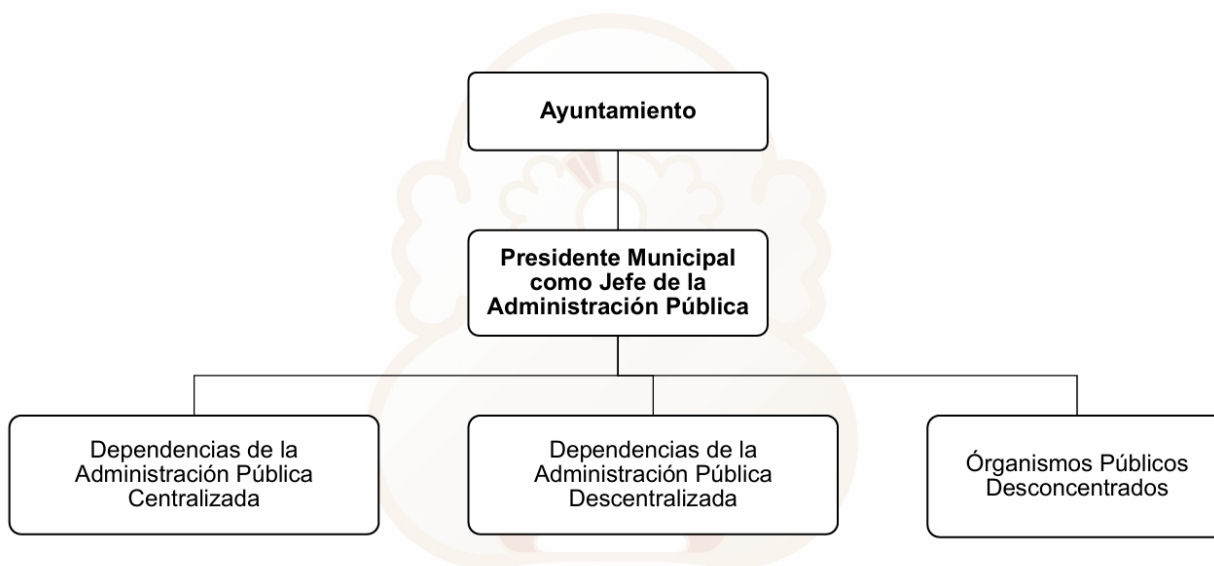 Ayuntamiento
Presidente Municipal
como Jefe de la
Administración Pública
Dependencias de la
Administración Pública
Centralizada
Dependencias de la
Administración Pública
Descentralizada
Órganismos Públicos
Desconcentrados